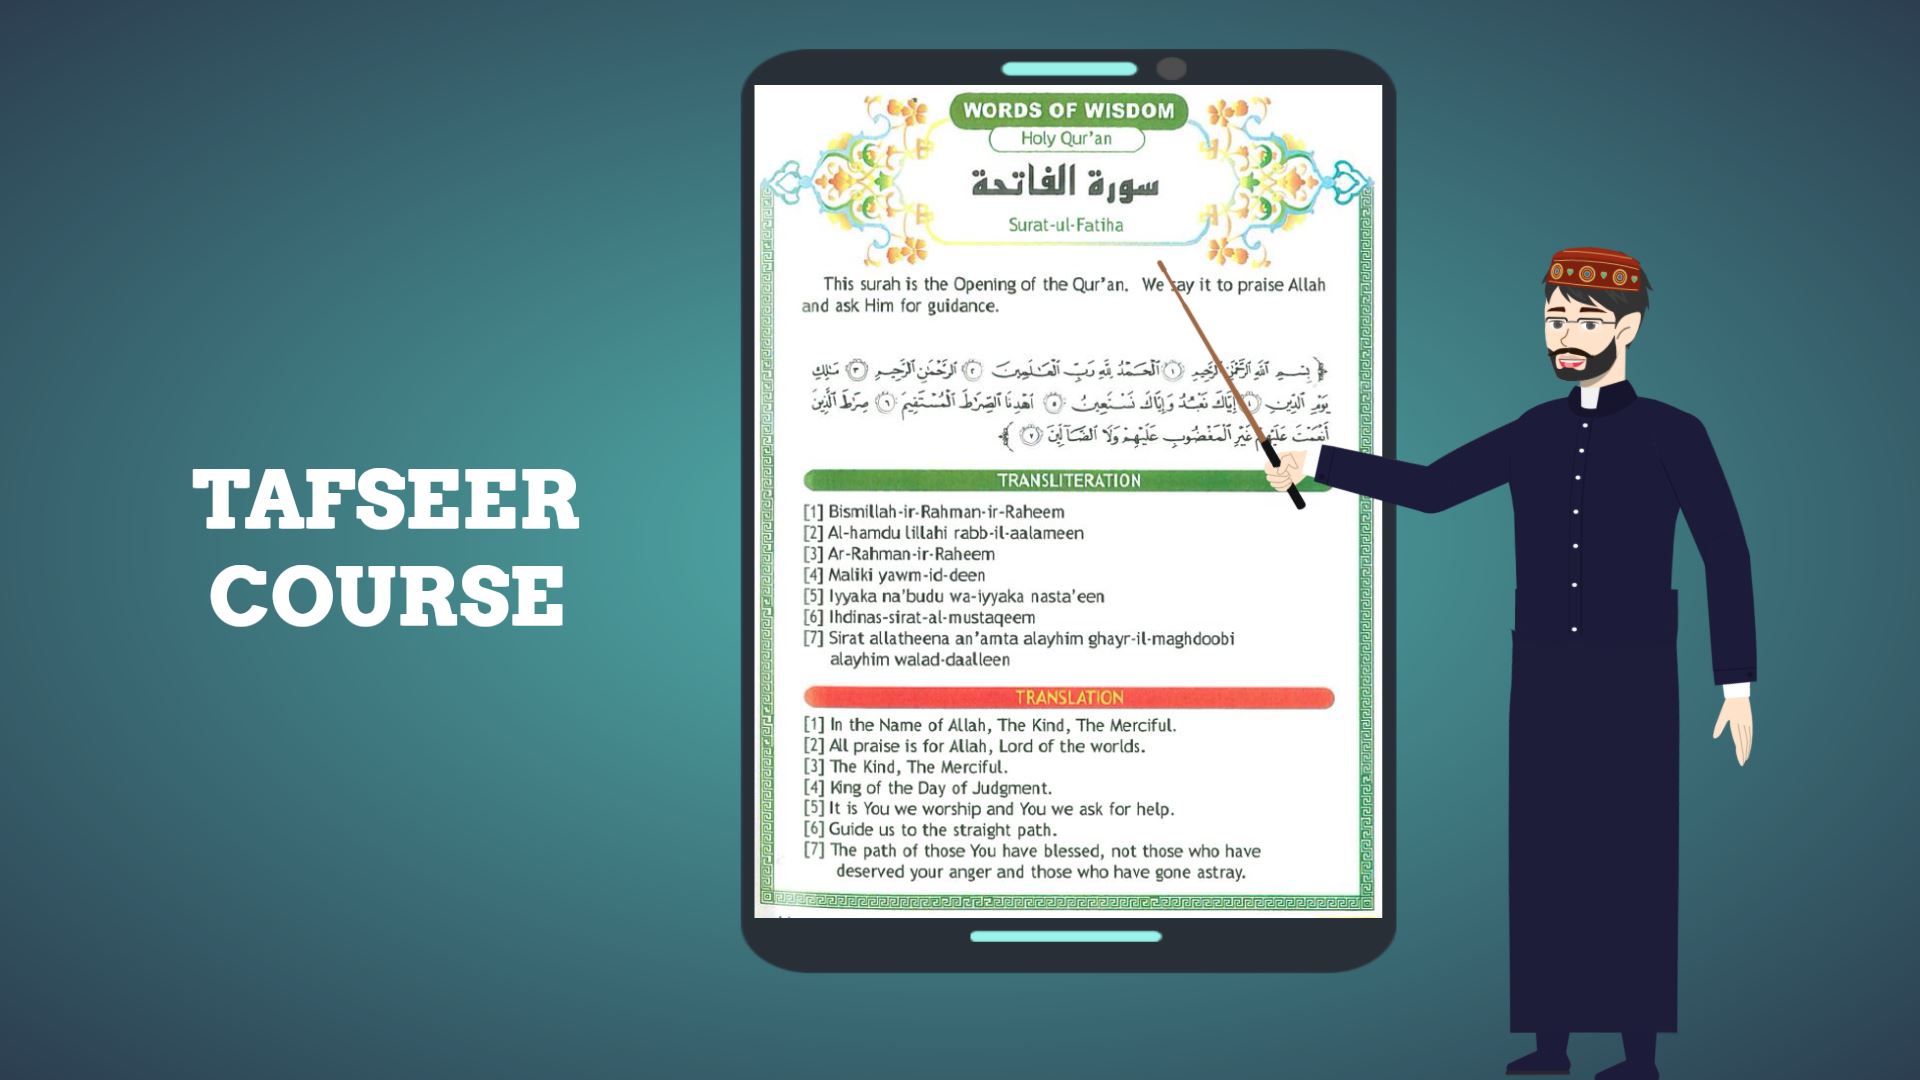 TAFSEER
COURSE
WORDS OF WISDOM
Holy Qur'an
سورة الفاتحة
Surat-ul-Fatiha
This surah is the Opening of the Qur'an. We say it to praise Allah
and ask Him for guidance.
﴿ بِسْمِ ٱللَّهِ ٱلرَّحْمَٰنِ ٱلرَّحِيمِ ۝١ ٱلْحَمْدُ لِلَّهِ رَبِّ ٱلْعَٰلَمِينَ ۝٢ ٱلرَّحْمَٰنِ ٱلرَّحِيمِ ۝٣ مَٰلِكِ
يَوْمِ ٱلدِّينِ ۝٤ إِيَّاكَ نَعْبُدُ وَإِيَّاكَ نَسْتَعِينُ ۝٥ ٱهْدِنَا ٱلصِّرَٰطَ ٱلْمُسْتَقِيمَ ۝٦ صِرَٰطَ ٱلَّذِينَ
أَنْعَمْتَ عَلَيْهِمْ غَيْرِ ٱلْمَغْضُوبِ عَلَيْهِمْ وَلَا ٱلضَّآلِّينَ ۝٧ ﴾
TRANSLITERATION
[1] Bismillah-ir-Rahman-ir-Raheem
[2] Al-hamdu lillahi rabb-il-aalameen
[3] Ar-Rahman-ir-Raheem
[4] Maliki yawm-id-deen
[5] Iyyaka na'budu wa-iyyaka nasta'een
[6] Ihdinas-sirat-al-mustaqeem
[7] Sirat allatheena an'amta alayhim ghayr-il-maghdoobi
alayhim walad-daalleen
TRANSLATION
[1] In the Name of Allah, The Kind, The Merciful.
[2] All praise is for Allah, Lord of the worlds.
[3] The Kind, The Merciful.
[4] King of the Day of Judgment.
[5] It is You we worship and You we ask for help.
[6] Guide us to the straight path.
[7] The path of those You have blessed, not those who have
deserved your anger and those who have gone astray.